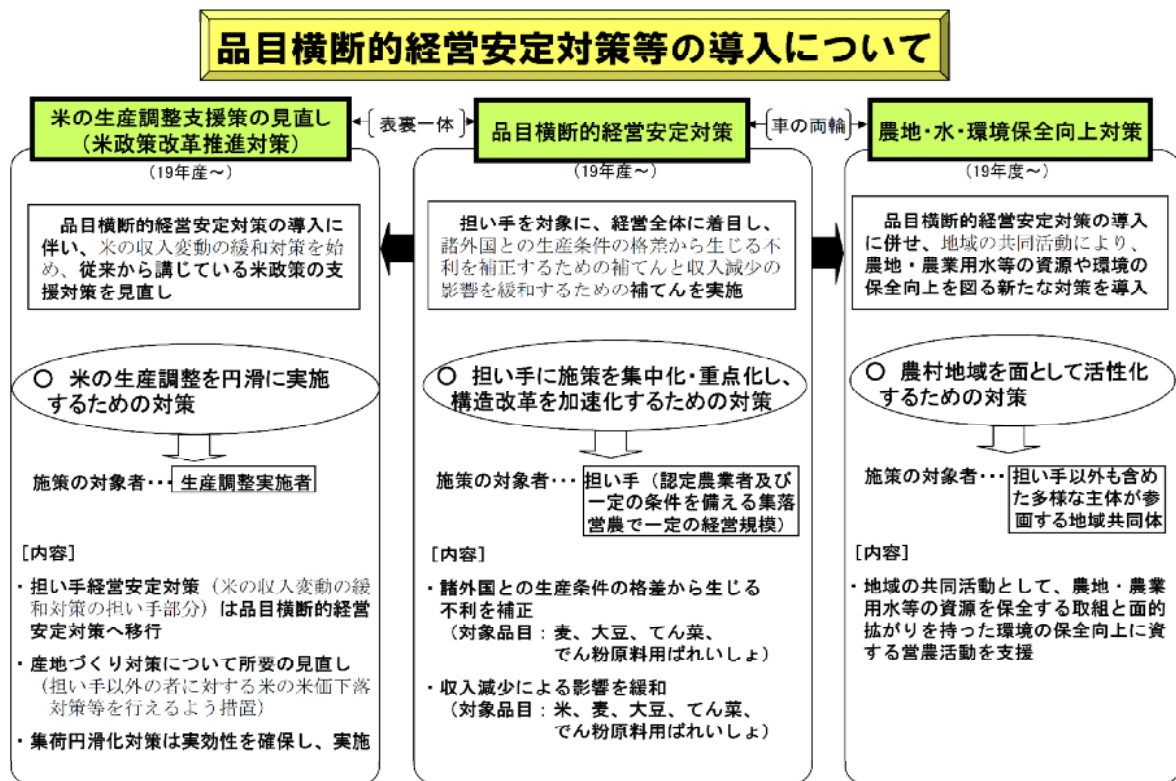 品目横断的経営安定対策等の導入について
米の生産調整支援策の見直し
(米政策改革推進対策)
表裏一体
品目横断的経営安定対策
車の両輪
農地・水・環境保全向上対策
(19年産~)
品目横断的経営安定対策の導入に
伴い、米の収入変動の緩和対策を始
め、従来から講じている米政策の支
援対策を見直し
○ 米の生産調整を円滑に実施
するための対策
施策の対象者・・・生産調整実施者
[内容]
・担い手経営安定対策(米の収入変動の緩
和対策の担い手部分)は品目横断的経営
安定対策へ移行
・産地づくり対策について所要の見直し
(担い手以外の者に対する米の米価下落
対策等を行えるよう措置)
・集荷円滑化対策は実効性を確保し、実施
(19年産~)
担い手を対象に、経営全体に着目し、
諸外国との生産条件の格差から生じる不
利を補正するための補てんと収入減少の
影響を緩和するための補てんを実施
○ 担い手に施策を集中化・重点化し、
構造改革を加速化するための対策
施策の対象者・・・担い手(認定農業者及び
一定の条件を備える集落
営農で一定の経営規模)
[内容]
・諸外国との生産条件の格差から生じる
不利を補正
(対象品目:麦、大豆、てん菜、
でん粉原料用ばれいしょ)
・収入減少による影響を緩和
(対象品目:米、麦、大豆、てん菜、
でん粉原料用ばれいしょ)
(19年度~)
品目横断的経営安定対策の導入
に併せ、地域の共同活動により、
農地・農業用水等の資源や環境の
保全向上を図る新たな対策を導入
○ 農村地域を面として活性化
するための対策
施策の対象者・・・担い手以外も含め
た多様な主体が参
画する地域共同体
[内容]
・地域の共同活動として、農地・農業
用水等の資源を保全する取組と面的
拡がりを持った環境の保全向上に資
する営農活動を支援